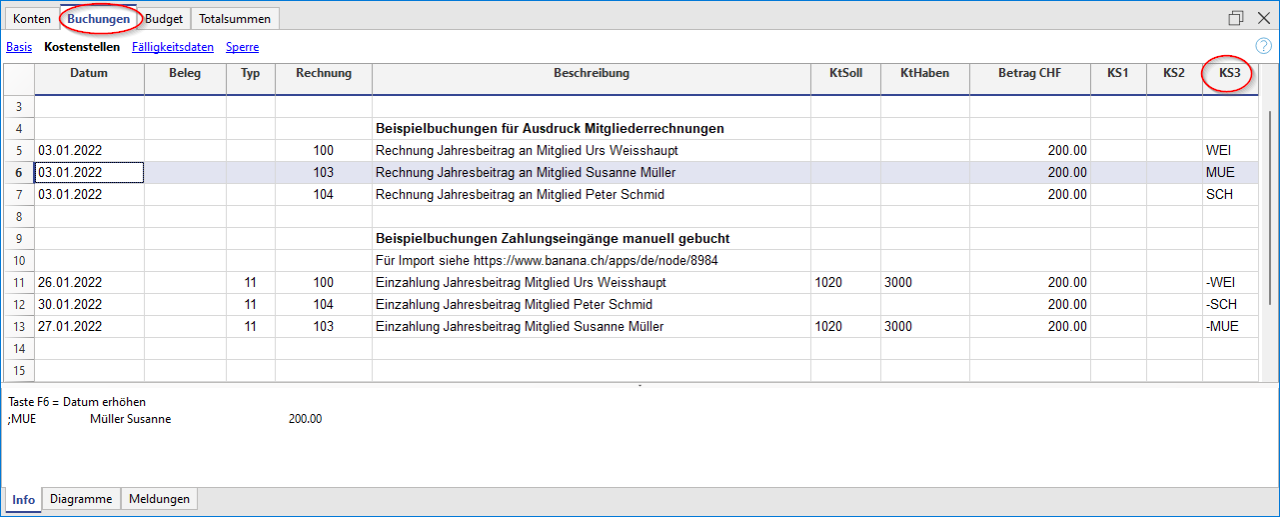 Konten Buchungen Budget Totalsummen
Basis Kostenstellen Fälligkeitsdaten Sperre
Datum Beleg Typ Rechnung Beschreibung KtSoll KtHaben Betrag CHF KS1 KS2 KS3
3
4 Beispielbuchungen für Ausdruck Mitgliederrechnungen
5 03.01.2022 100 Rechnung Jahresbeitrag an Mitglied Urs Weisshaupt 200.00 WEI
6 03.01.2022 103 Rechnung Jahresbeitrag an Mitglied Susanne Müller 200.00 MUE
7 03.01.2022 104 Rechnung Jahresbeitrag an Mitglied Peter Schmid 200.00 SCH
8
9 Beispielbuchungen Zahlungseingänge manuell gebucht
10 Für Import siehe https://www.banana.ch/apps/de/node/8984
11 26.01.2022 11 100 Einzahlung Jahresbeitrag Mitglied Urs Weisshaupt 1020 3000 200.00 -WEI
12 30.01.2022 11 104 Einzahlung Jahresbeitrag Mitglied Peter Schmid 200.00 -SCH
13 27.01.2022 11 103 Einzahlung Jahresbeitrag Mitglied Susanne Müller 1020 3000 200.00 -MUE
14
15
Taste F6 = Datum erhöhen
;MUE Müller Susanne 200.00
Info Diagramme Meldungen